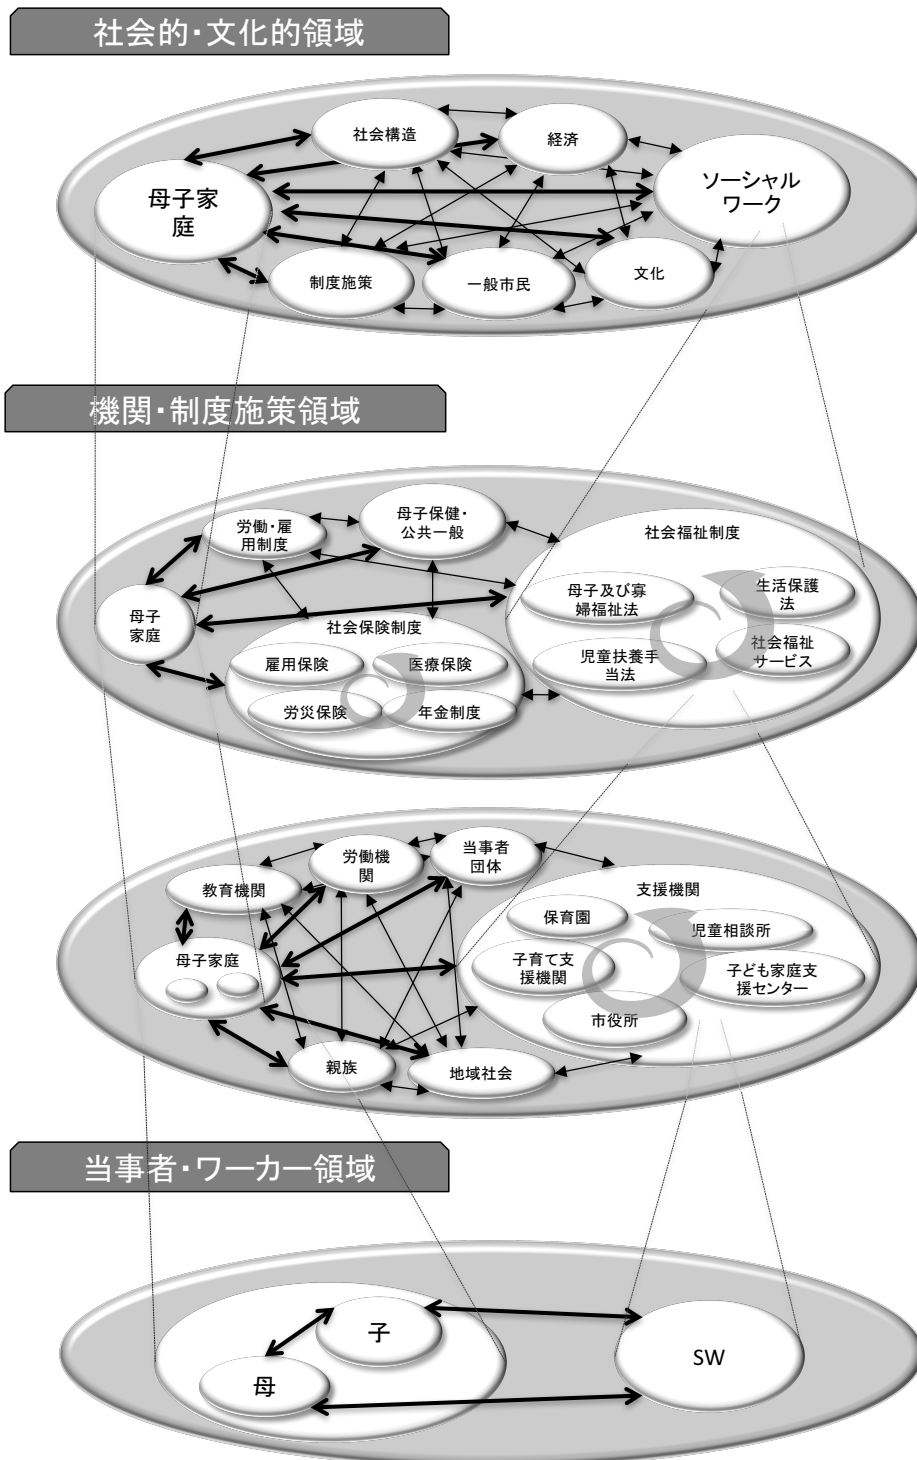 社会的・文化的領域
社会構造
経済
母子家
庭
ソーシャル
ワーク
制度施策
一般市民
文化
機関・制度施策領域
労働・雇
用制度
母子保健・
公共一般
社会福祉制度
母子
家庭
母子及び寡
婦福祉法
生活保護
法
児童扶養手
当法
社会福祉
サービス
社会保険制度
雇用保険
医療保険
労災保険
年金制度
教育機関
労働機
関
当事者
団体
支援機関
母子家庭
保育園
児童相談所
子育て支
援機関
子ども家庭支
援センター
市役所
親族
地域社会
当事者・ワーカー領域
子
母
SW